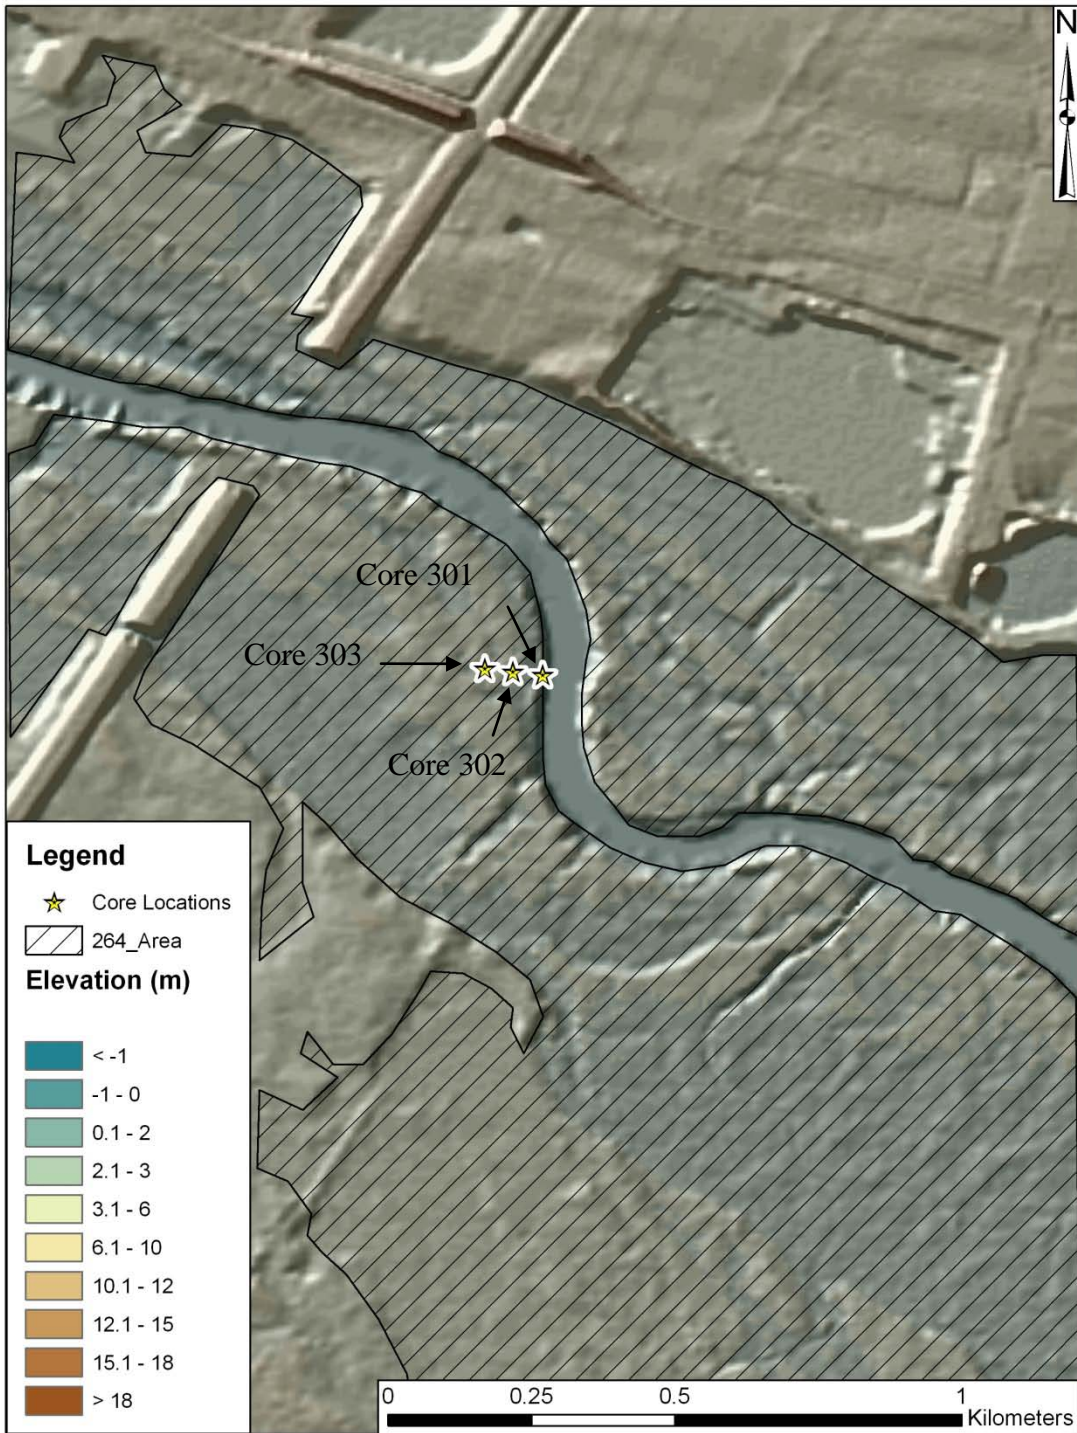 N
Core 301
Core 303
Core 302
Legend
Core Locations
264_Area
Elevation (m)
< -1
-1 - 0
0.1 - 2
2.1 - 3
3.1 - 6
6.1 - 10
10.1 - 12
12.1 - 15
15.1 - 18
> 18
0 0.25 0.5 1
Kilometers